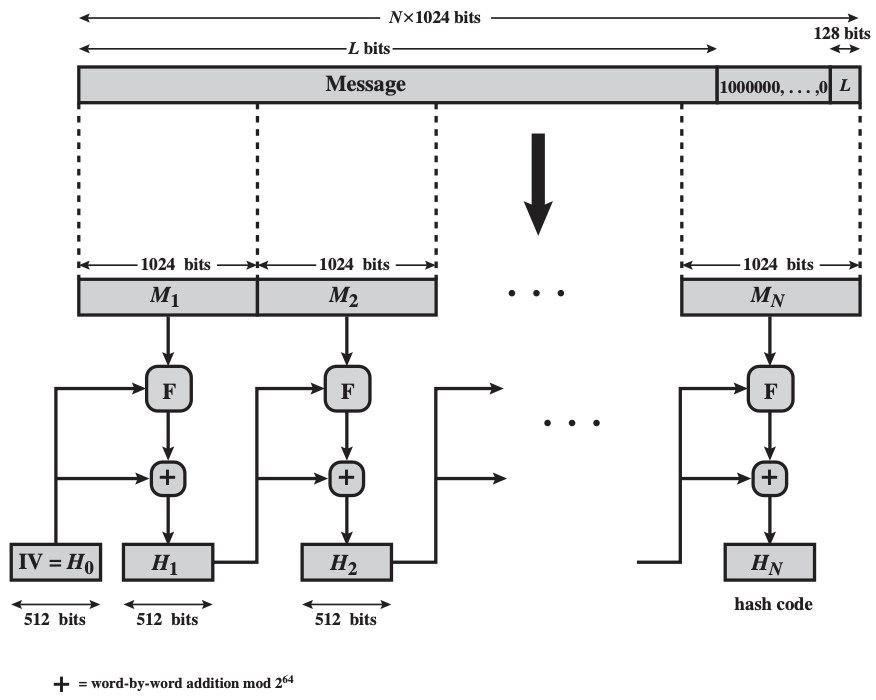 N×1024 bits
128 bits
L bits
Message
1000000, . . . ,0
L
1024 bits
1024 bits
1024 bits
M1
M2
. . .
MN
F
F
F
. . .
+
+
+
IV = H0
H1
H2
HN
512 bits
512 bits
512 bits
hash code
+ = word-by-word addition mod 2^64